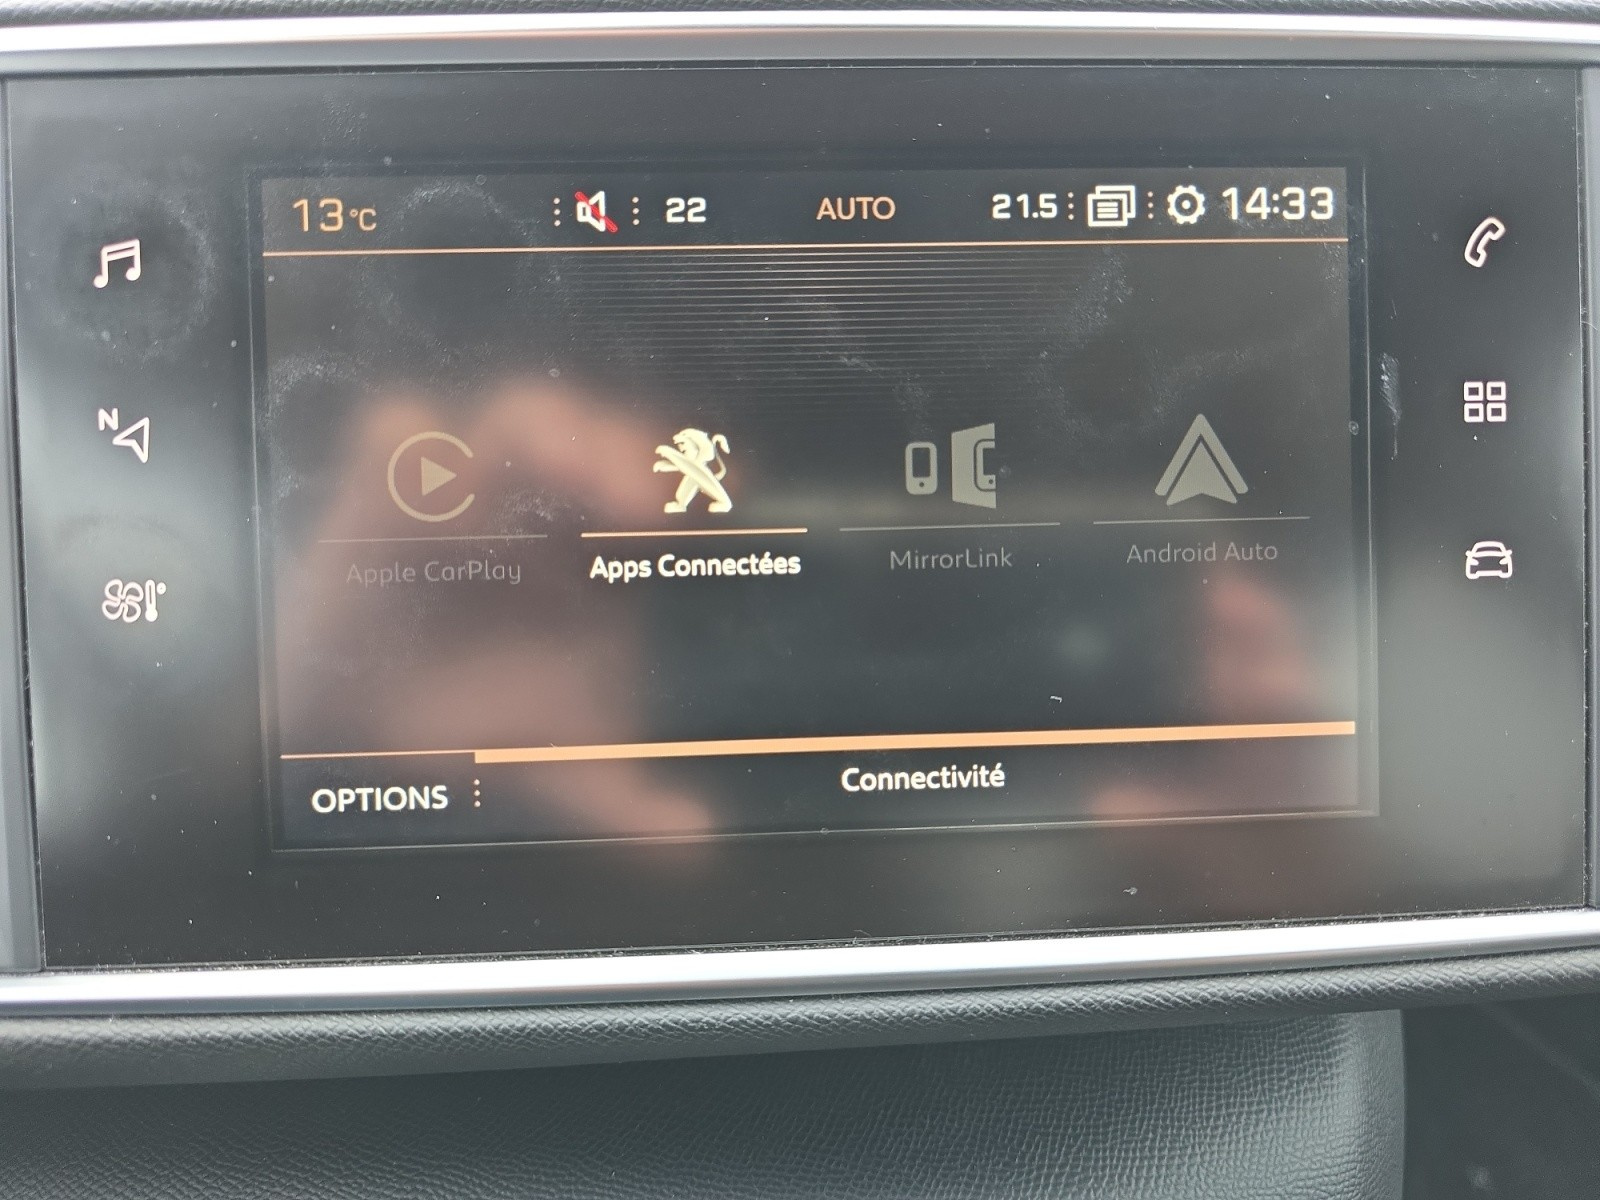 13°C 22 AUTO 21.5 14:33
N
Apple CarPlay Apps Connectées MirrorLink Android Auto
OPTIONS Connectivité